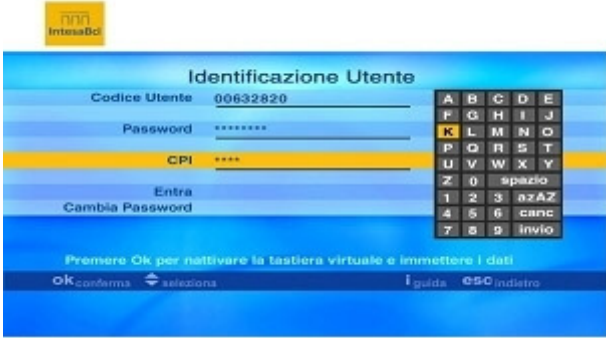 IntesaBci
Identificazione Utente
Codice Utente 00632820
Password ********
CPI ****
Entra
Cambia Password
A B C D E
F G H I J
K L M N O
P Q R S T
U V W X Y
Z 0 spazio
1 2 3 azAZ
4 5 6 canc
7 8 9 invio
Premere Ok per nattivare la tastiera virtuale e immettere i dati
ok conferma seleziona i guida esc indietro